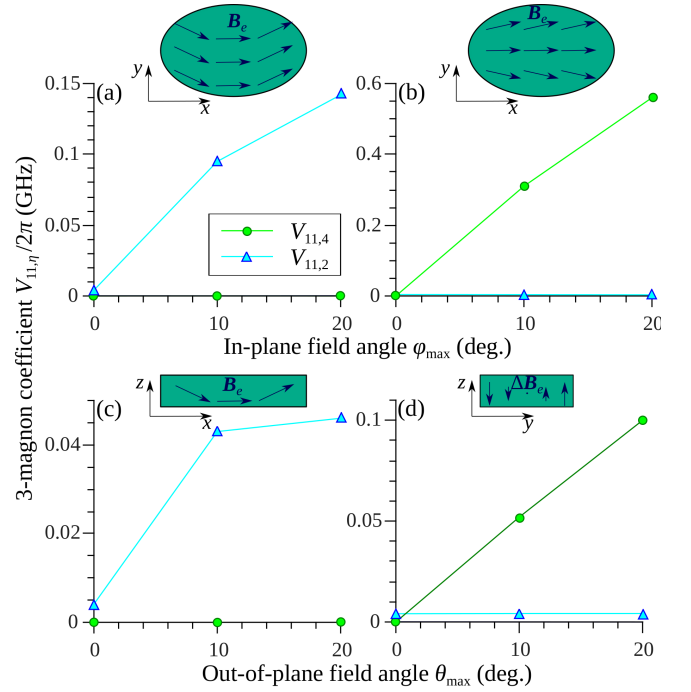 B_e
B_e
y
x
y
x
(a)
(b)
0.15
0.1
0.05
0
0.6
0.4
0.2
0
V_{11,4}
V_{11,2}
0 10 20
0 10 20
In-plane field angle φ_max (deg.)
3-magnon coefficient V_{11,η}/2π (GHz)
z
B_e
x
z
ΔB_e
y
(c)
(d)
0.04
0.02
0
0.1
0.05
0
0 10 20
0 10 20
Out-of-plane field angle θ_max (deg.)